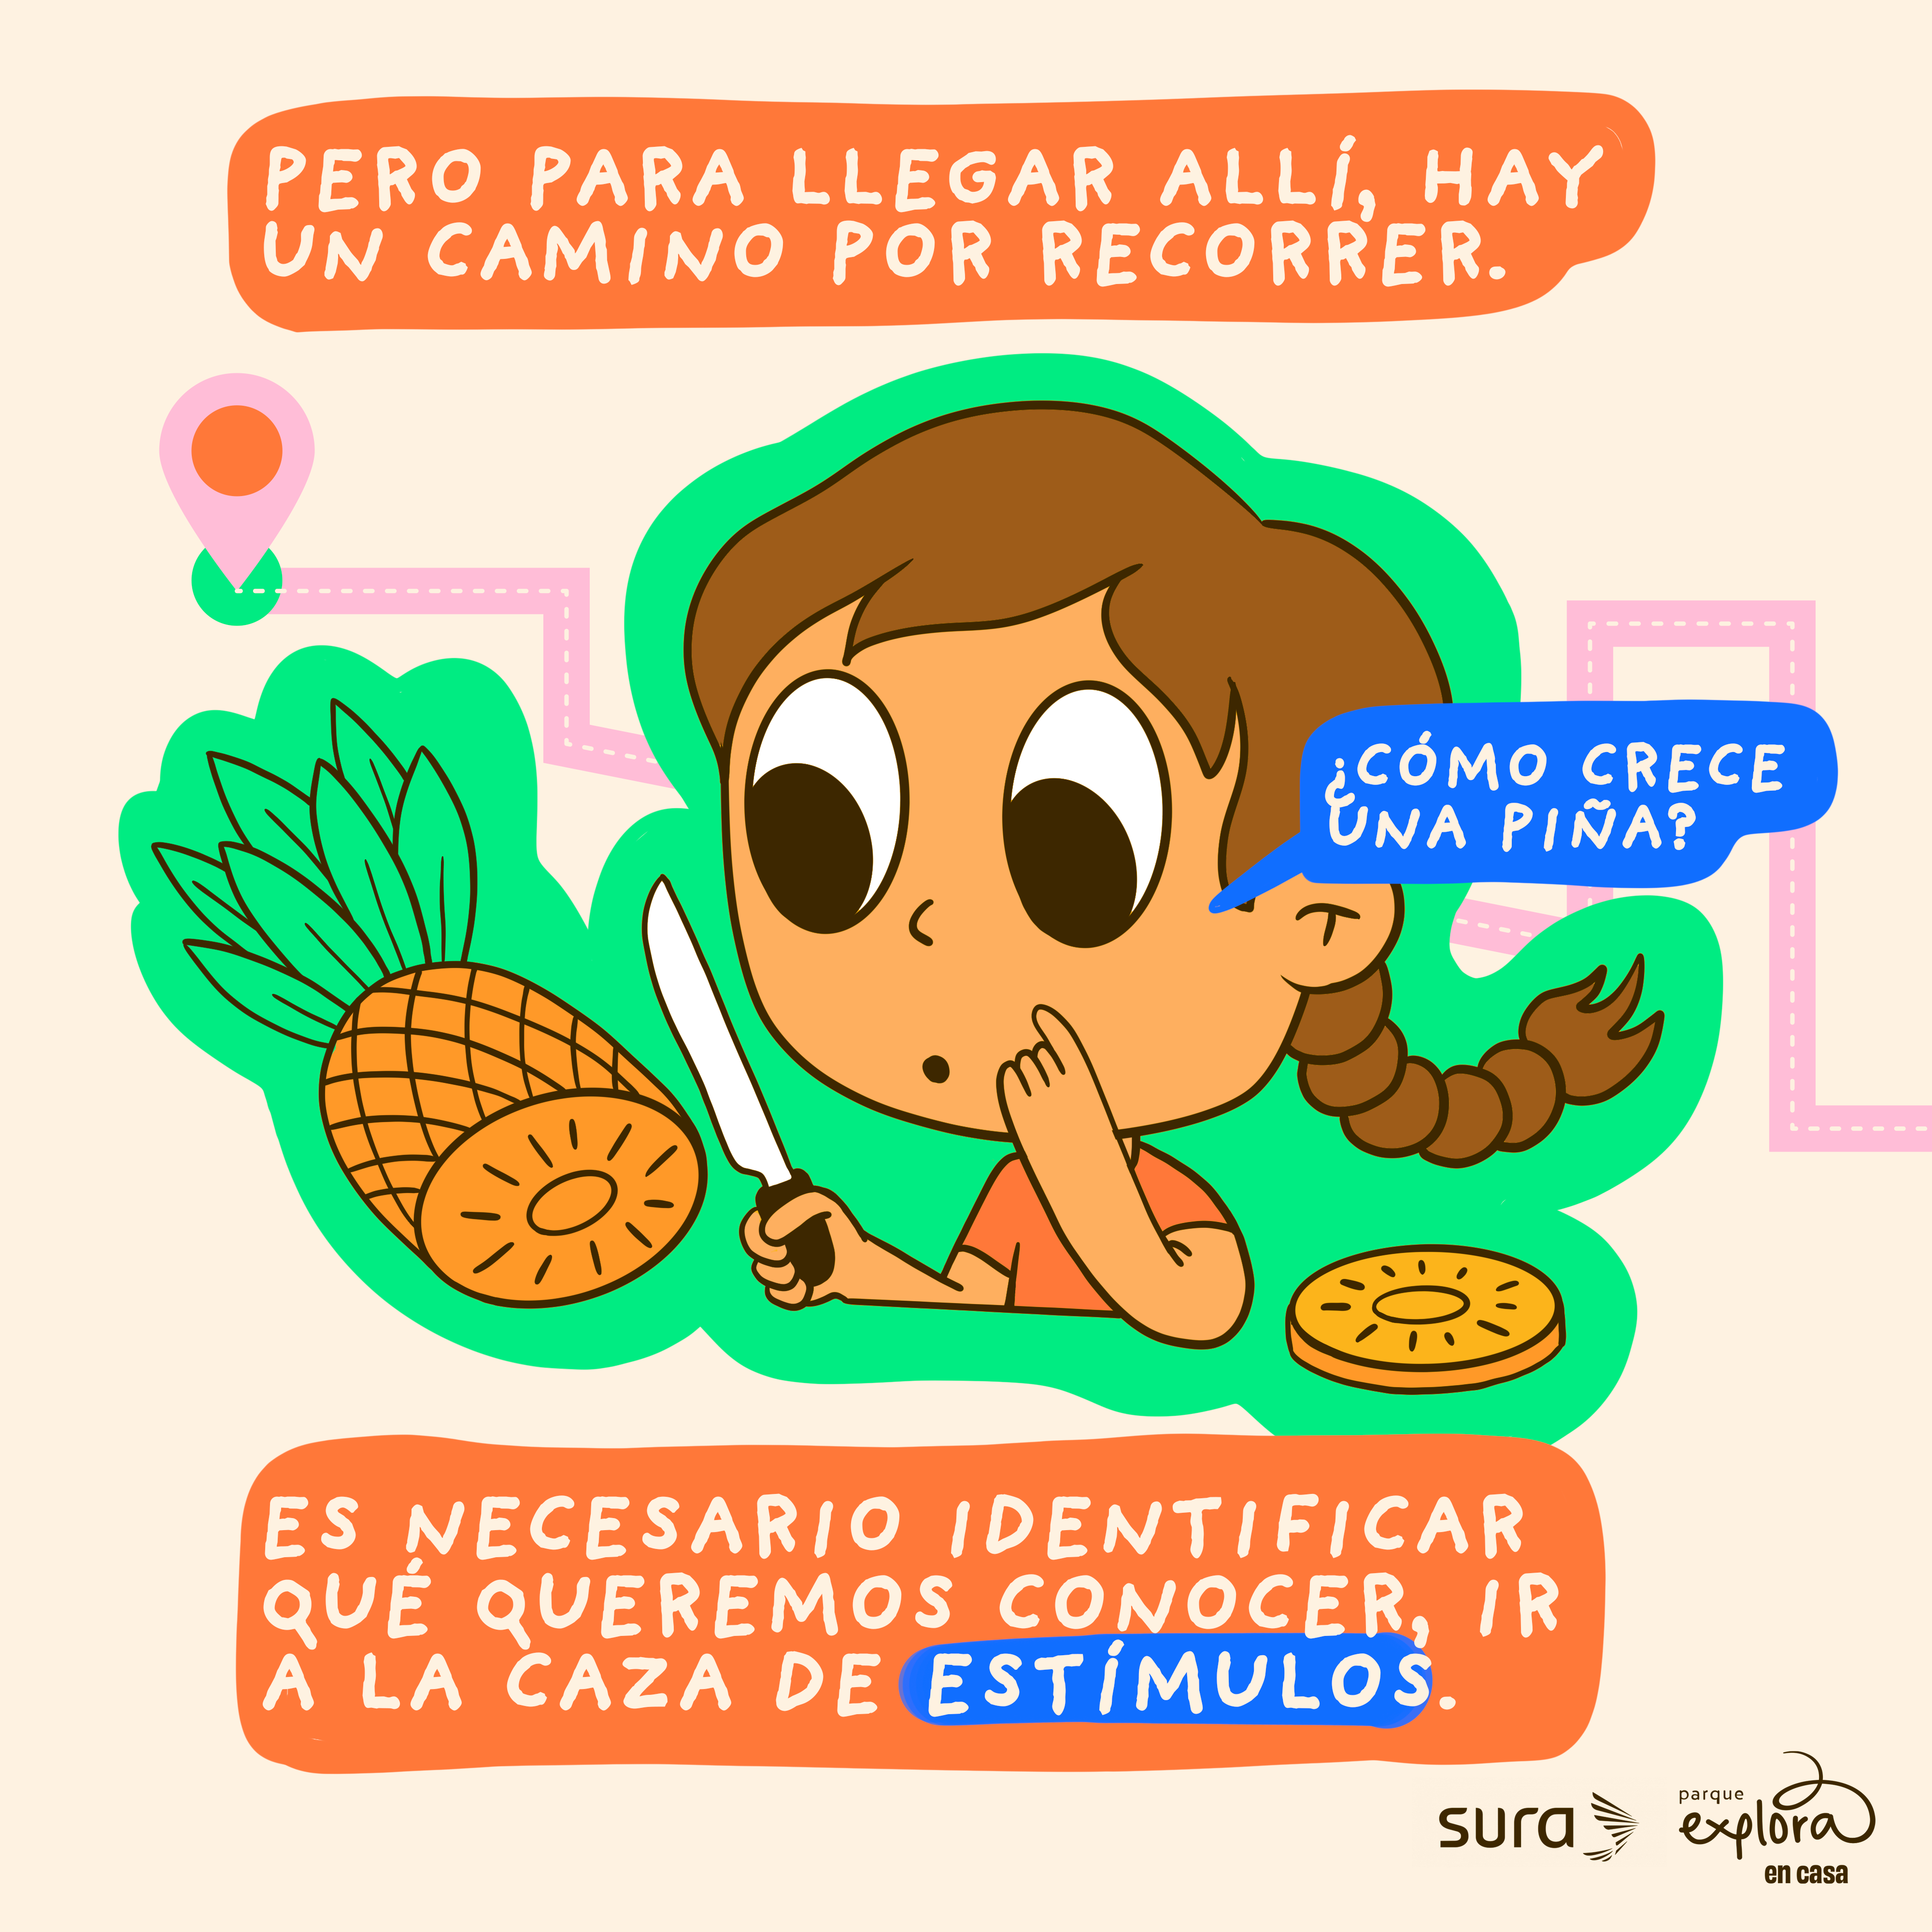 PERO PARA LLEGAR ALLÍ, HAY
UN CAMINO POR RECORRER.
¿CÓMO CRECE
UNA PIÑA?
ES NECESARIO IDENTIFICAR
QUÉ QUEREMOS CONOCER, IR
A LA CAZA DE ESTÍMULOS.
sura
parque
explora
en casa